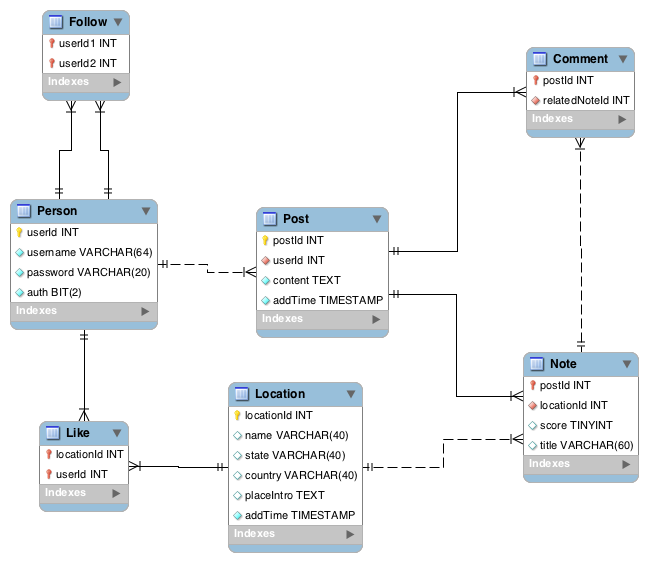 Follow
userId1 INT
userId2 INT
Indexes
Comment
postId INT
relatedNoteId INT
Indexes
Person
userId INT
username VARCHAR(64)
password VARCHAR(20)
auth BIT(2)
Indexes
Post
postId INT
userId INT
content TEXT
addTime TIMESTAMP
Indexes
Note
postId INT
locationId INT
score TINYINT
title VARCHAR(60)
Indexes
Location
locationId INT
name VARCHAR(40)
state VARCHAR(40)
country VARCHAR(40)
placeIntro TEXT
addTime TIMESTAMP
Indexes
Like
locationId INT
userId INT
Indexes